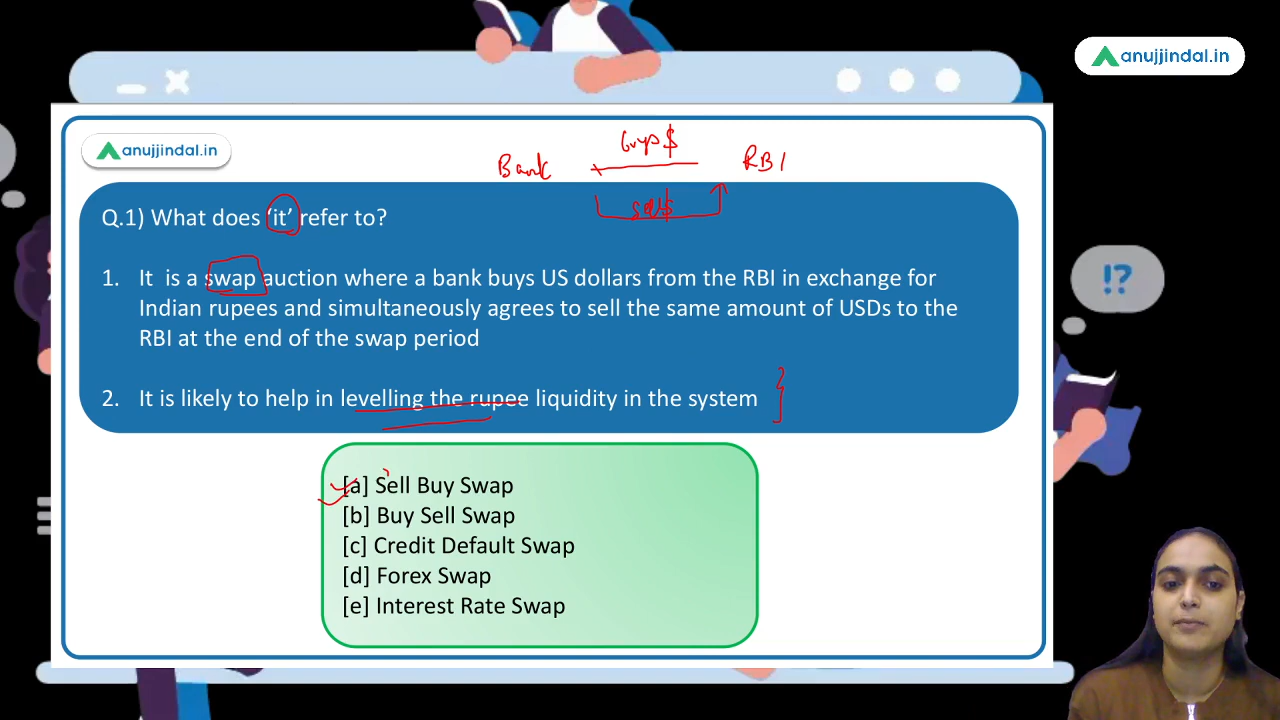 anujjindal.in
anujjindal.in
buys $
Bank
RBI
sell $
Q.1) What does ‘it’ refer to?
1. It is a swap auction where a bank buys US dollars from the RBI in exchange for
Indian rupees and simultaneously agrees to sell the same amount of USDs to the
RBI at the end of the swap period
2. It is likely to help in levelling the rupee liquidity in the system
[a] Sell Buy Swap
[b] Buy Sell Swap
[c] Credit Default Swap
[d] Forex Swap
[e] Interest Rate Swap
!?